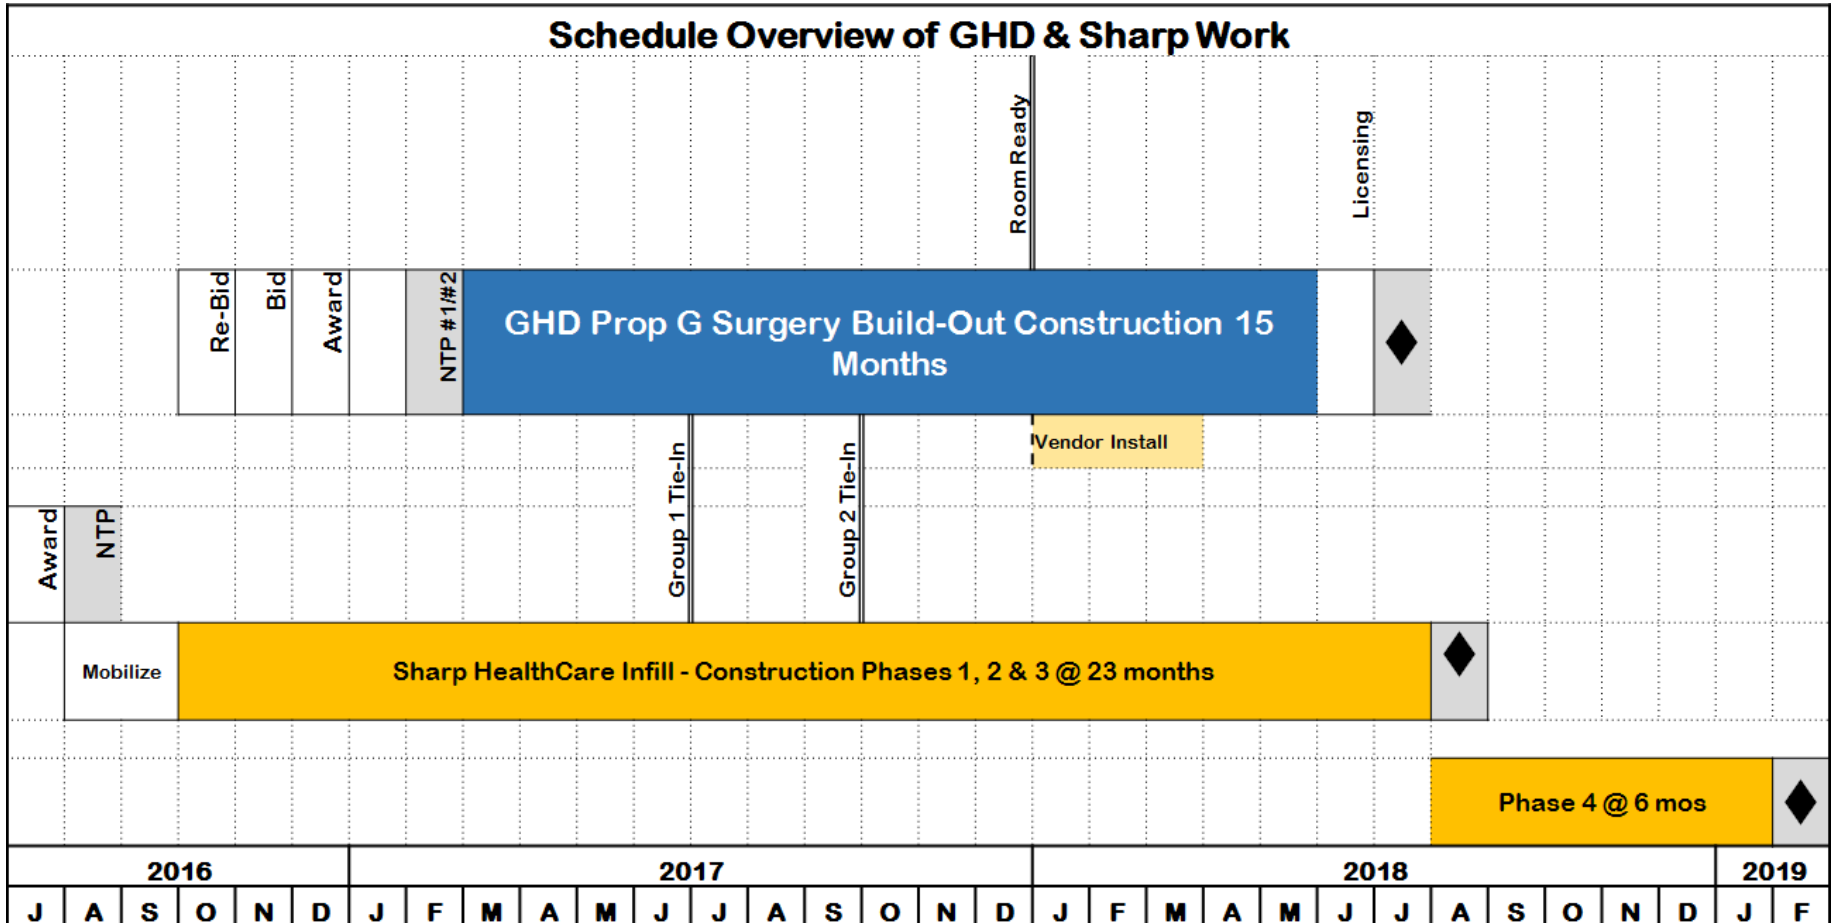 Schedule Overview of GHD & Sharp Work
Room Ready
Licensing
Re-Bid
Bid
Award
NTP #1/#2
GHD Prop G Surgery Build-Out Construction 15
Months
Vendor Install
Group 1 Tie-In
Group 2 Tie-In
Award
NTP
Mobilize
Sharp HealthCare Infill - Construction Phases 1, 2 & 3 @ 23 months
Phase 4 @ 6 mos
2016 2017 2018 2019
J A S O N D J F M A M J J A S O N D J F M A M J J A S O N D J F